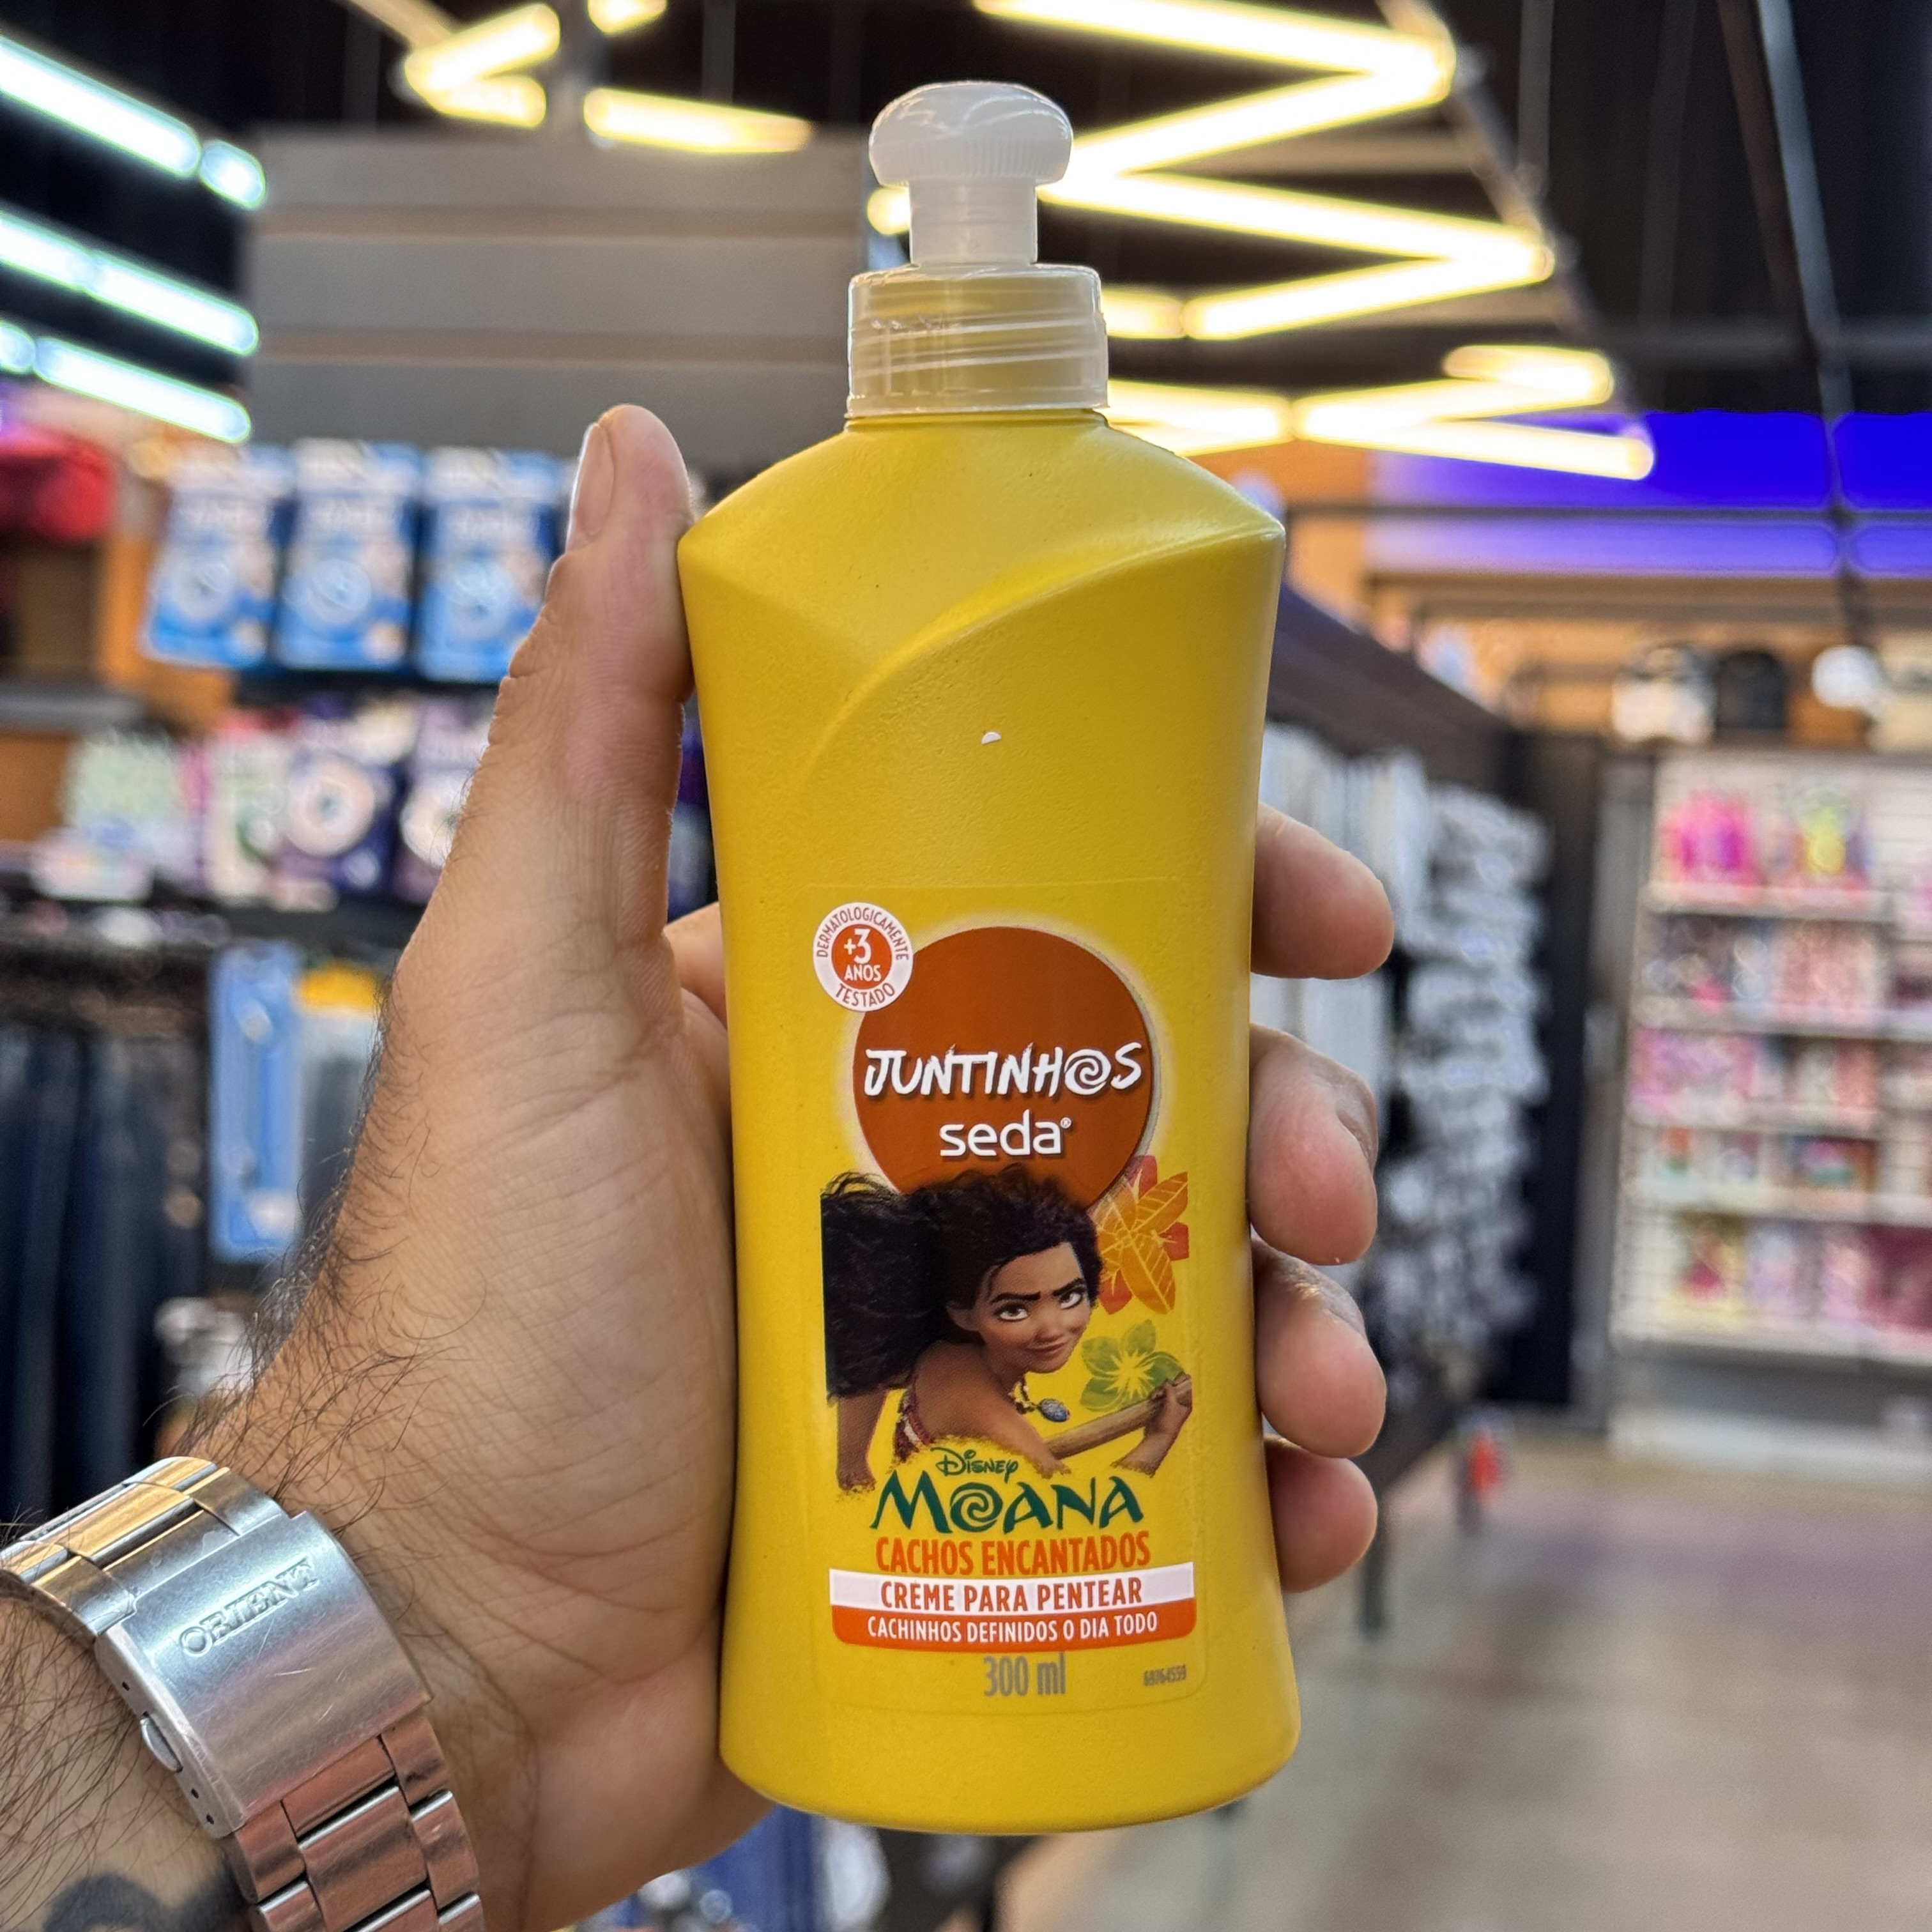 DERMATOLOGICAMENTE
+3
ANOS
TESTADO
JUNTINHOS
seda®
Disney
MOANA
CACHOS ENCANTADOS
CREME PARA PENTEAR
CACHINHOS DEFINIDOS O DIA TODO
300 ml
ORIENT